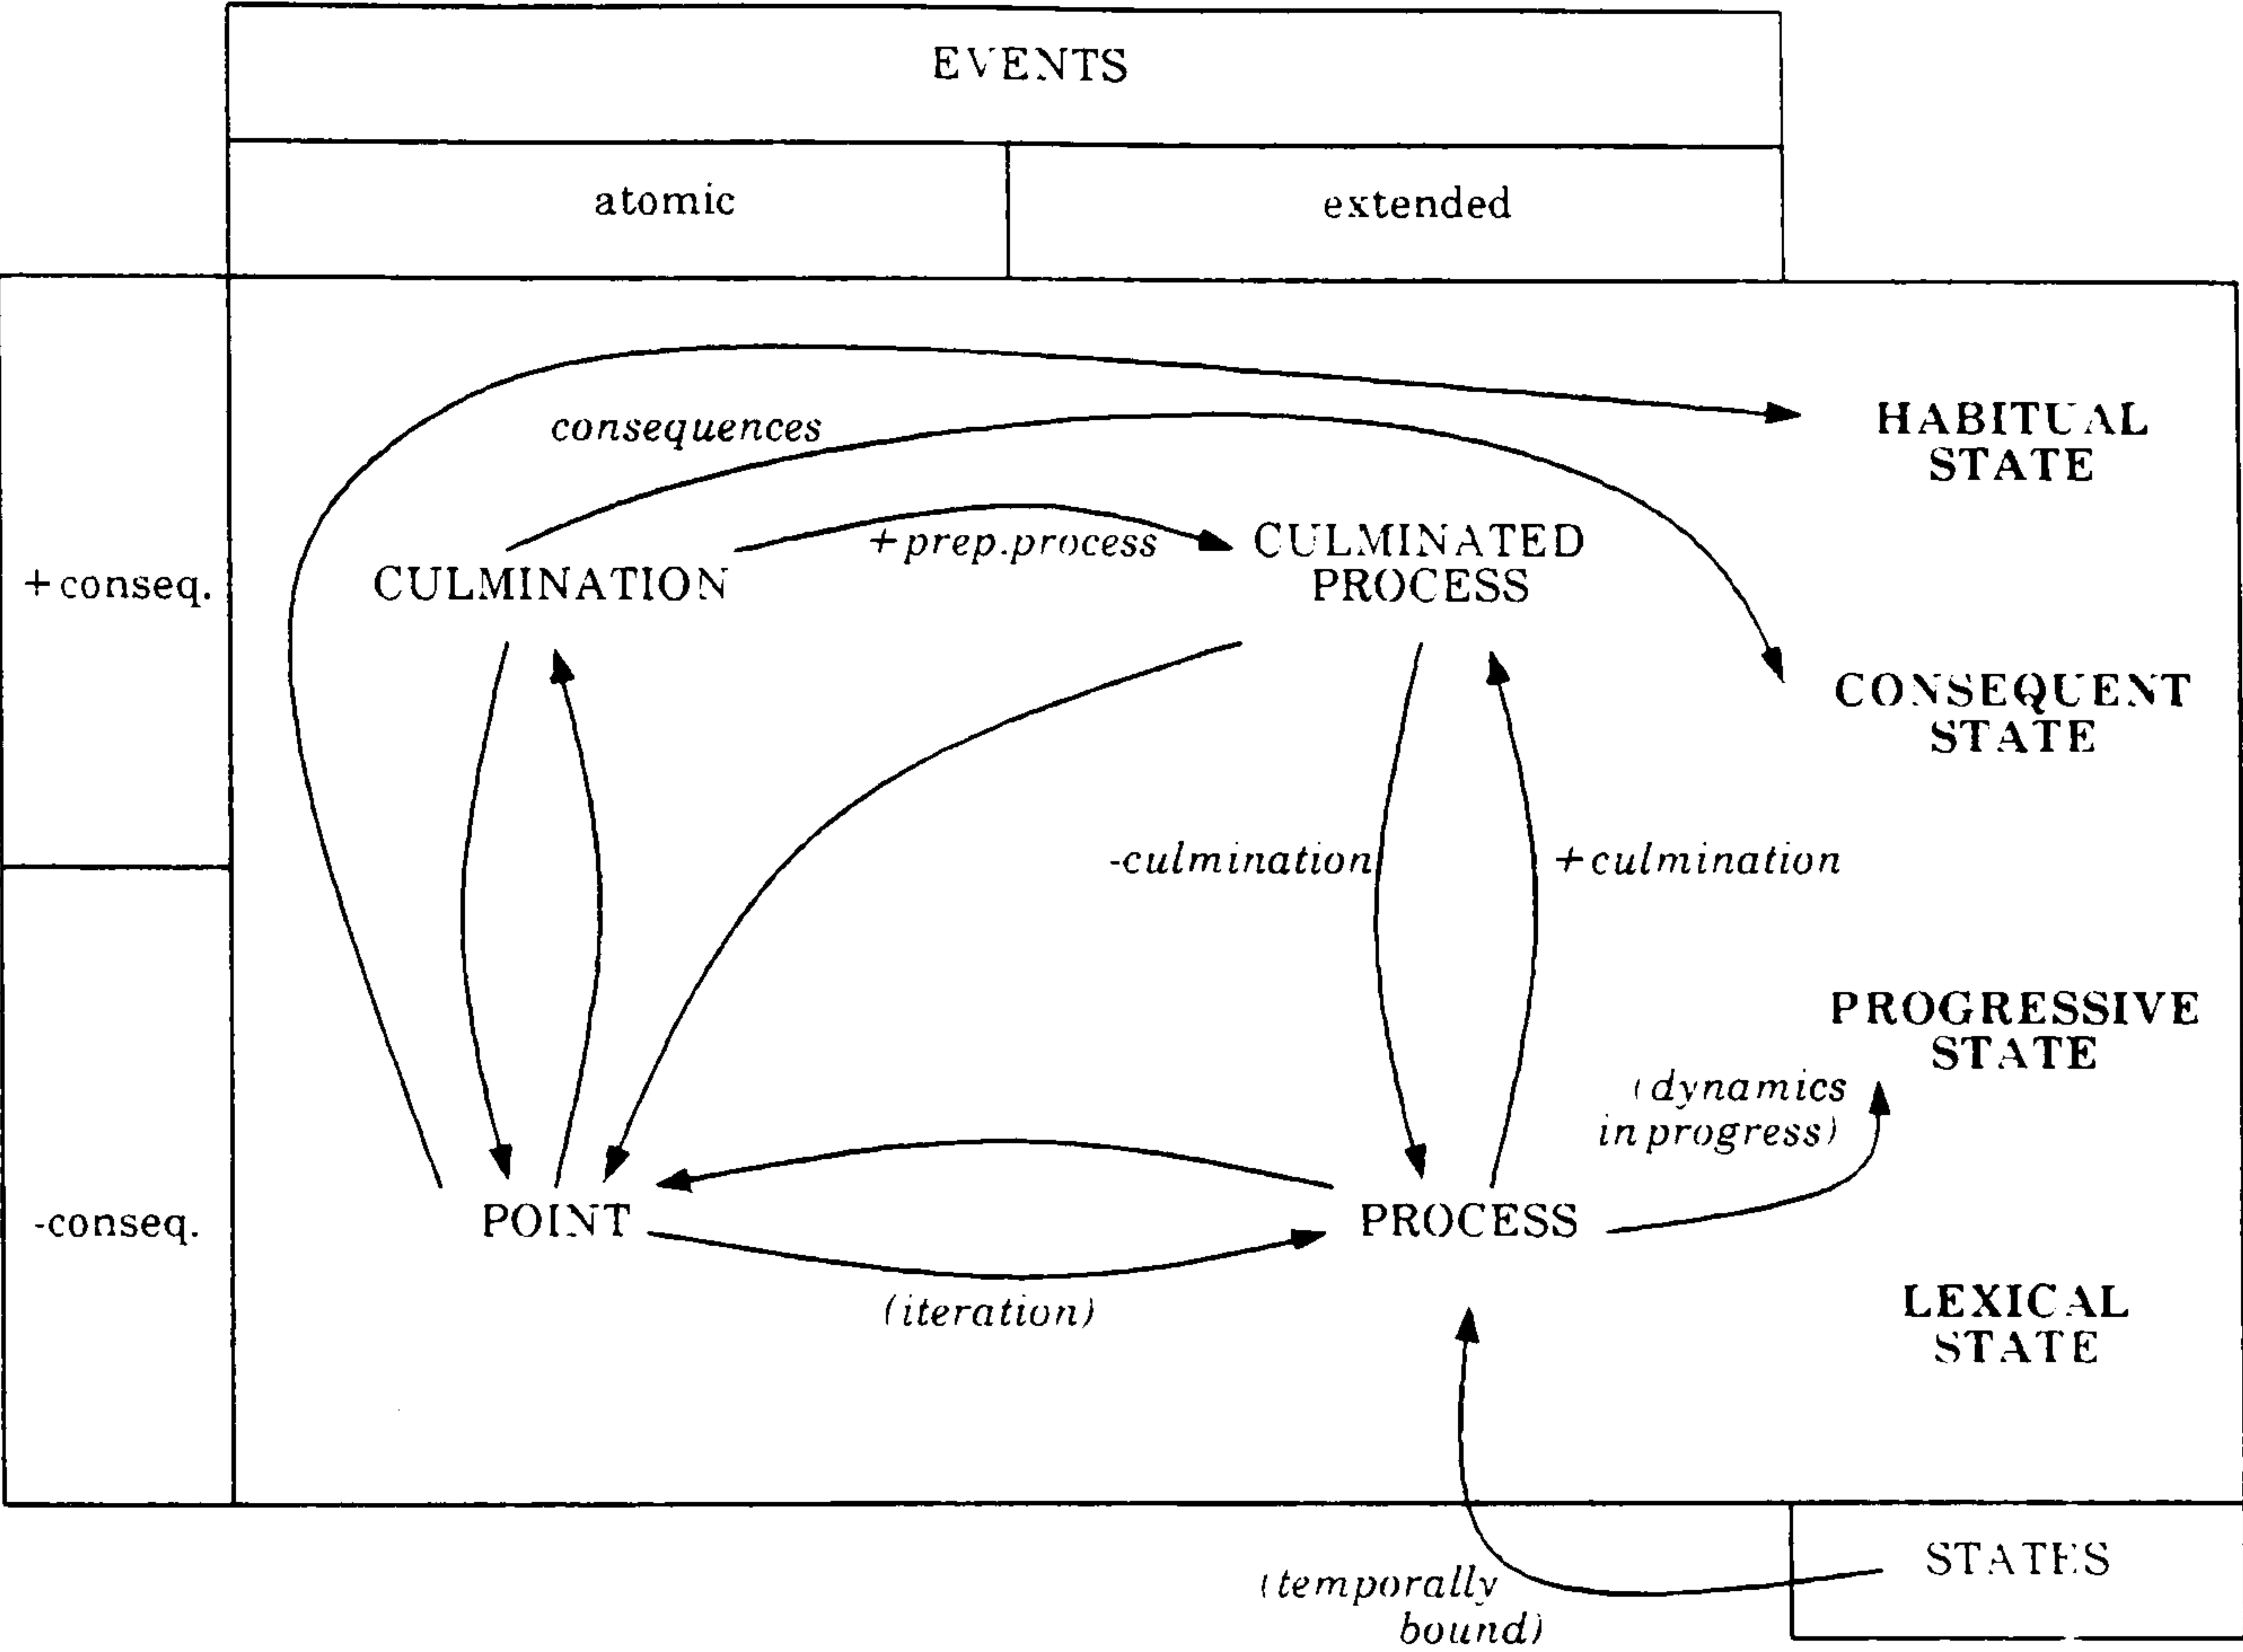 EVENTS
atomic
extended
consequences
HABITUAL
STATE
+prep.process
CULMINATED
PROCESS
+conseq.
CULMINATION
CONSEQUENT
STATE
-culmination
+culmination
PROGRESSIVE
STATE
(dynamics
in progress)
-conseq.
POINT
PROCESS
(iteration)
LEXICAL
STATE
STATES
(temporally
bound)